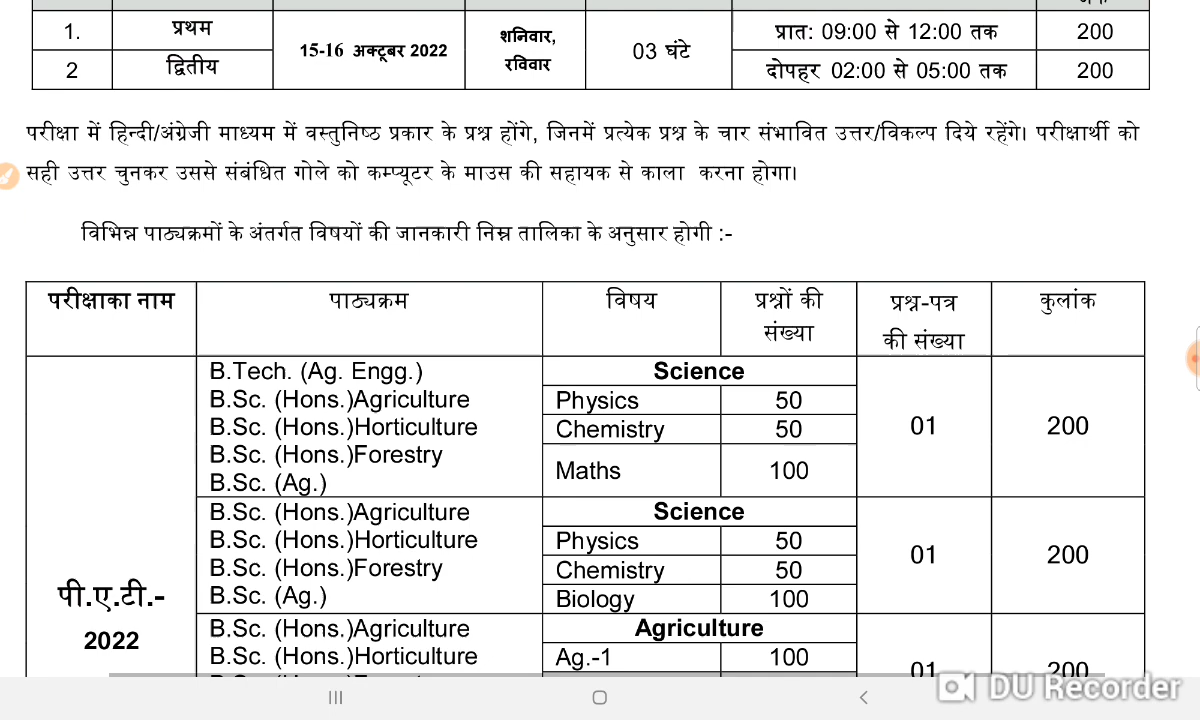 1. प्रथम 15-16 अक्टूबर 2022 शनिवार, रविवार 03 घंटे प्रात: 09:00 से 12:00 तक 200
2 द्वितीय दोपहर 02:00 से 05:00 तक 200
परीक्षा में हिन्दी/अंग्रेजी माध्यम में वस्तुनिष्ठ प्रकार के प्रश्न होंगे, जिनमें प्रत्येक प्रश्न के चार संभावित उत्तर/विकल्प दिये रहेंगे। परीक्षार्थी को
सही उत्तर चुनकर उससे संबंधित गोले को कम्प्यूटर के माउस की सहायक से काला करना होगा।
विभिन्न पाठ्यक्रमों के अंतर्गत विषयों की जानकारी निम्न तालिका के अनुसार होगी :-
परीक्षाका नाम पाठ्यक्रम विषय प्रश्नों की संख्या प्रश्न-पत्र की संख्या कुलांक
पी.ए.टी.-
2022
B.Tech. (Ag. Engg.)
B.Sc. (Hons.)Agriculture
B.Sc. (Hons.)Horticulture
B.Sc. (Hons.)Forestry
B.Sc. (Ag.)
Science
Physics 50
Chemistry 50
Maths 100
01 200
B.Sc. (Hons.)Agriculture
B.Sc. (Hons.)Horticulture
B.Sc. (Hons.)Forestry
B.Sc. (Ag.)
Science
Physics 50
Chemistry 50
Biology 100
01 200
B.Sc. (Hons.)Agriculture
B.Sc. (Hons.)Horticulture
Agriculture
Ag.-1 100
01 200
DU Recorder